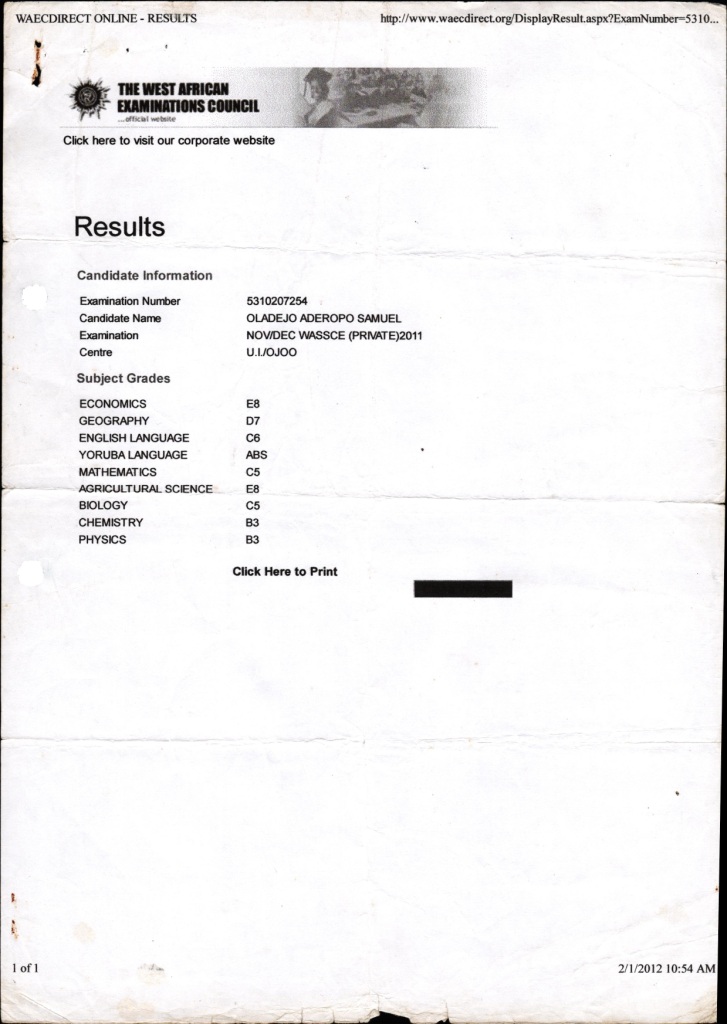 WAECDIRECT ONLINE - RESULTS http://www.waecdirect.org/DisplayResult.aspx?ExamNumber=5310...
THE WEST AFRICAN
EXAMINATIONS COUNCIL
...official website
Click here to visit our corporate website
Results
Candidate Information
Examination Number 5310207254
Candidate Name OLADEJO ADEROPO SAMUEL
Examination NOV/DEC WASSCE (PRIVATE)2011
Centre U.I./OJOO
Subject Grades
ECONOMICS E8
GEOGRAPHY D7
ENGLISH LANGUAGE C6
YORUBA LANGUAGE ABS
MATHEMATICS C5
AGRICULTURAL SCIENCE E8
BIOLOGY C5
CHEMISTRY B3
PHYSICS B3
Click Here to Print
1 of 1 2/1/2012 10:54 AM